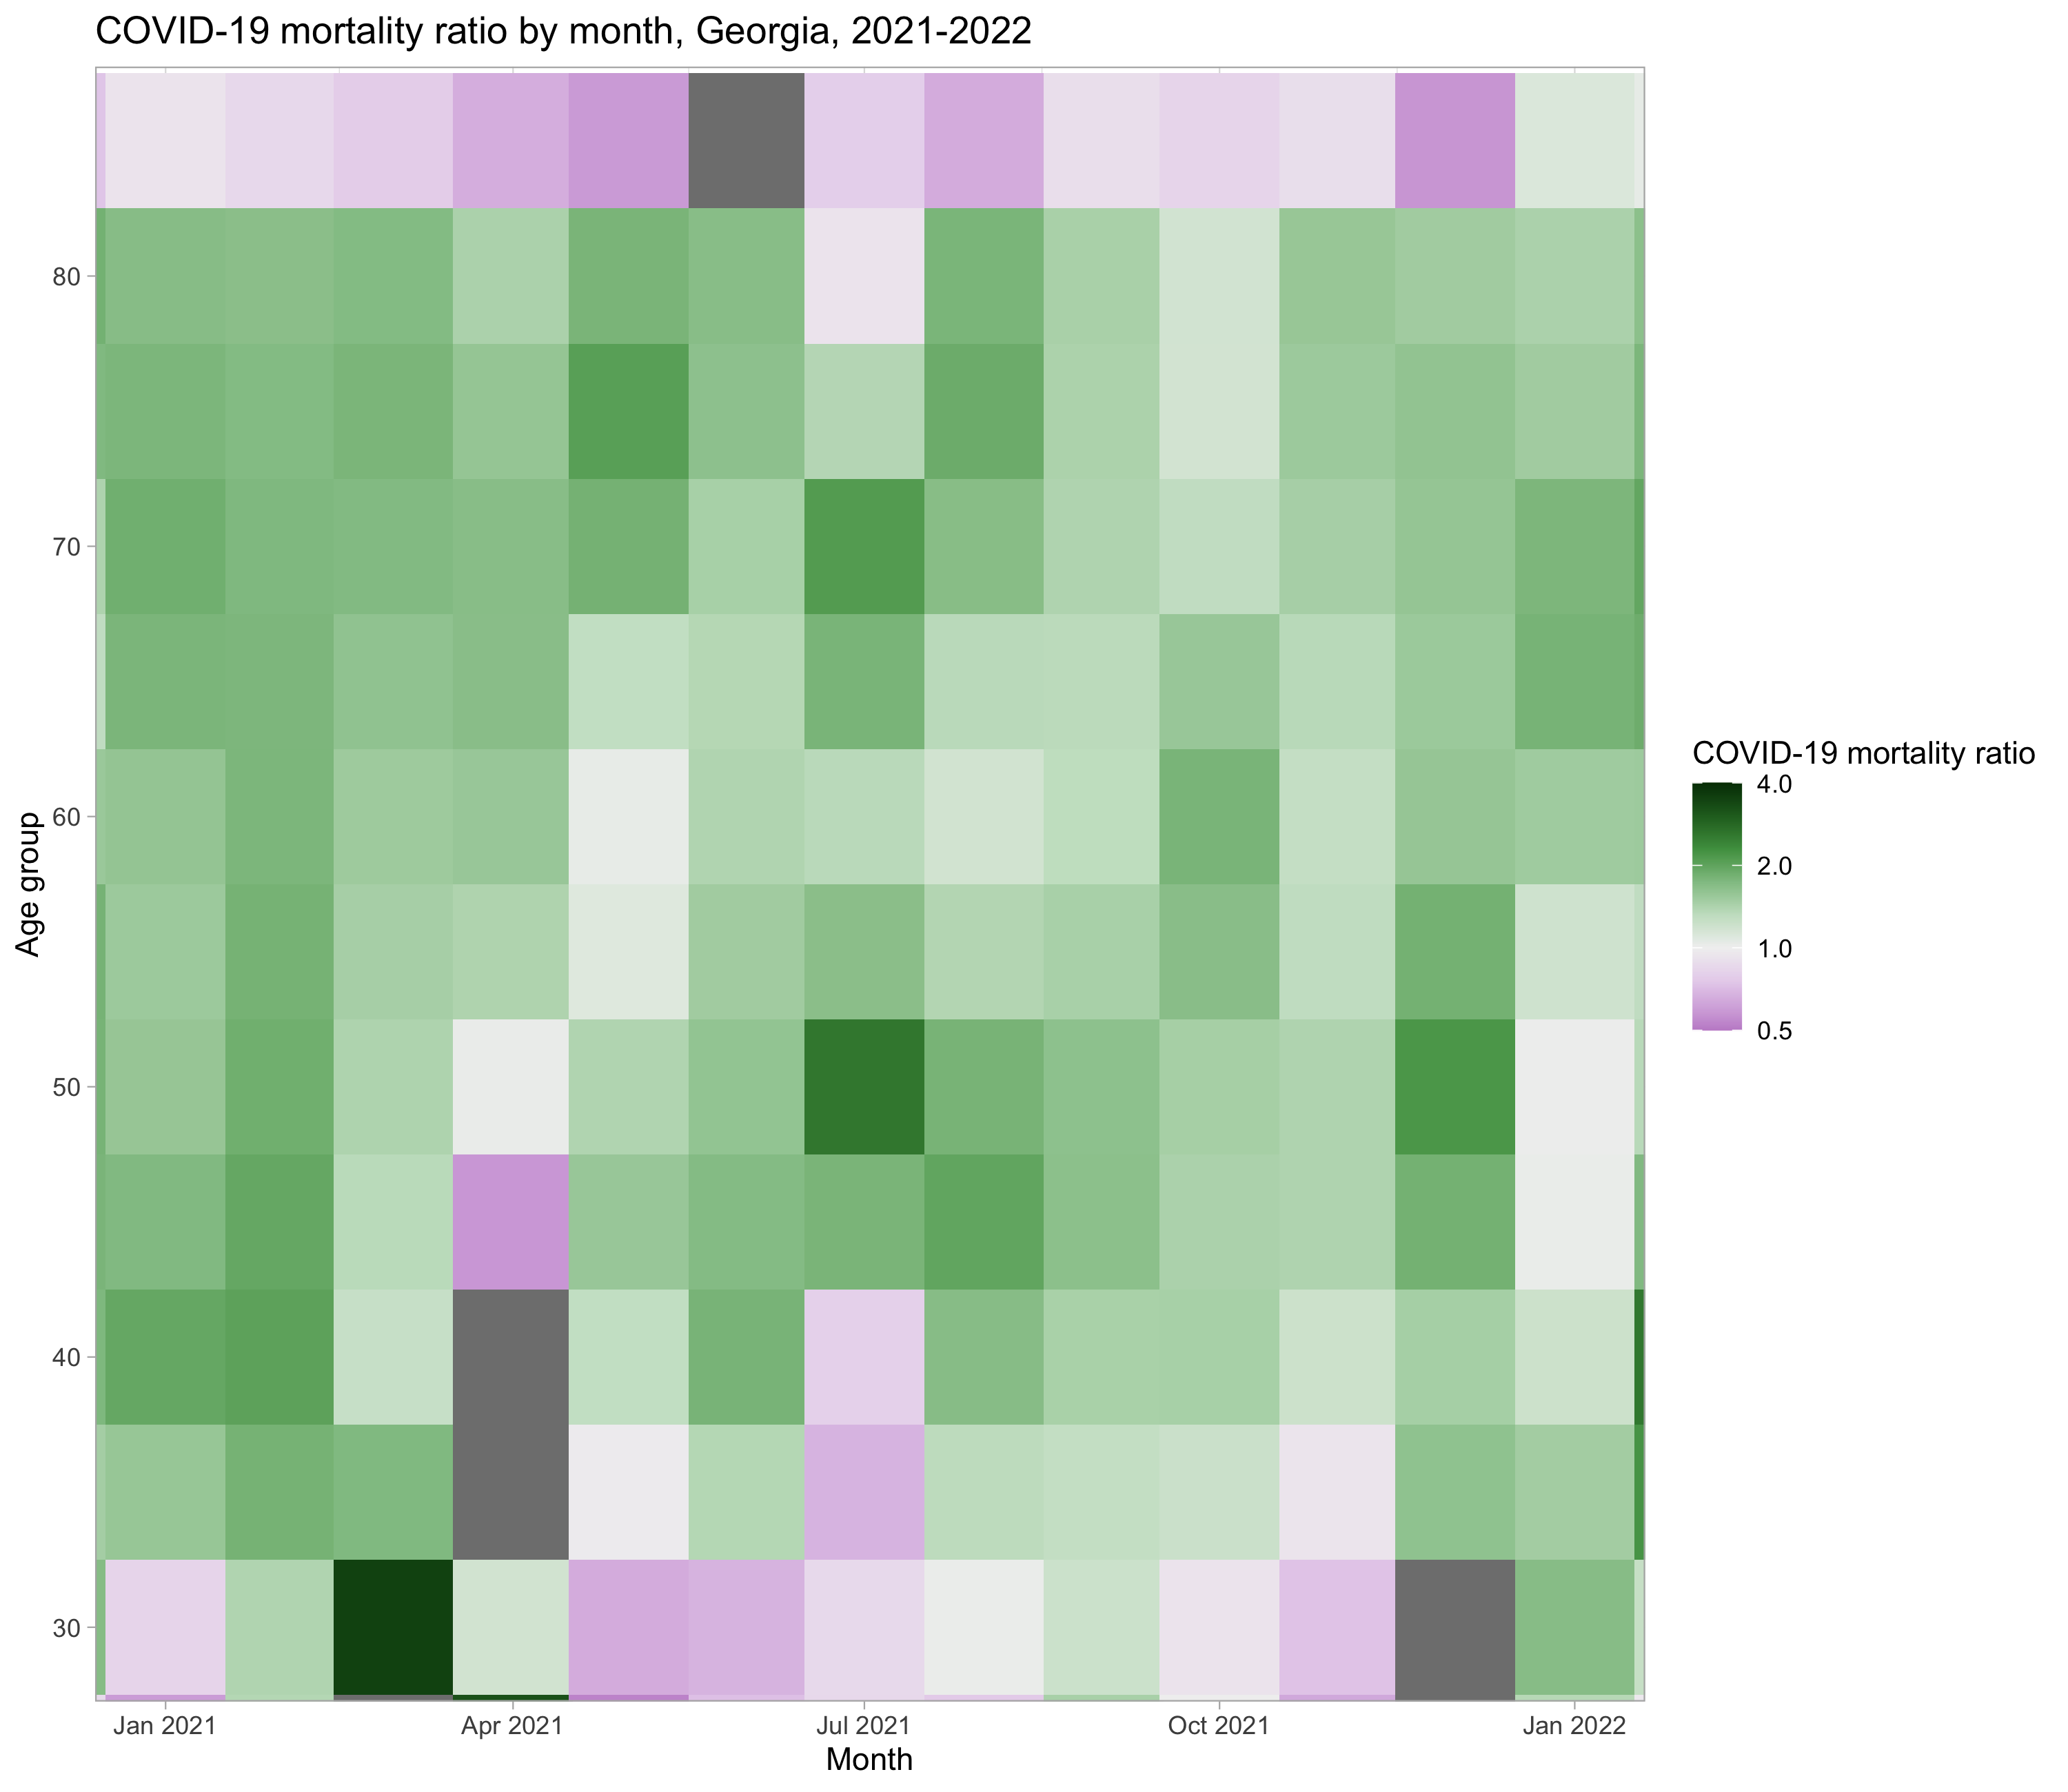 COVID-19 mortality ratio by month, Georgia, 2021-2022
80
70
60
50
40
30
Age group
Jan 2021
Apr 2021
Jul 2021
Oct 2021
Jan 2022
Month
COVID-19 mortality ratio
4.0
2.0
1.0
0.5